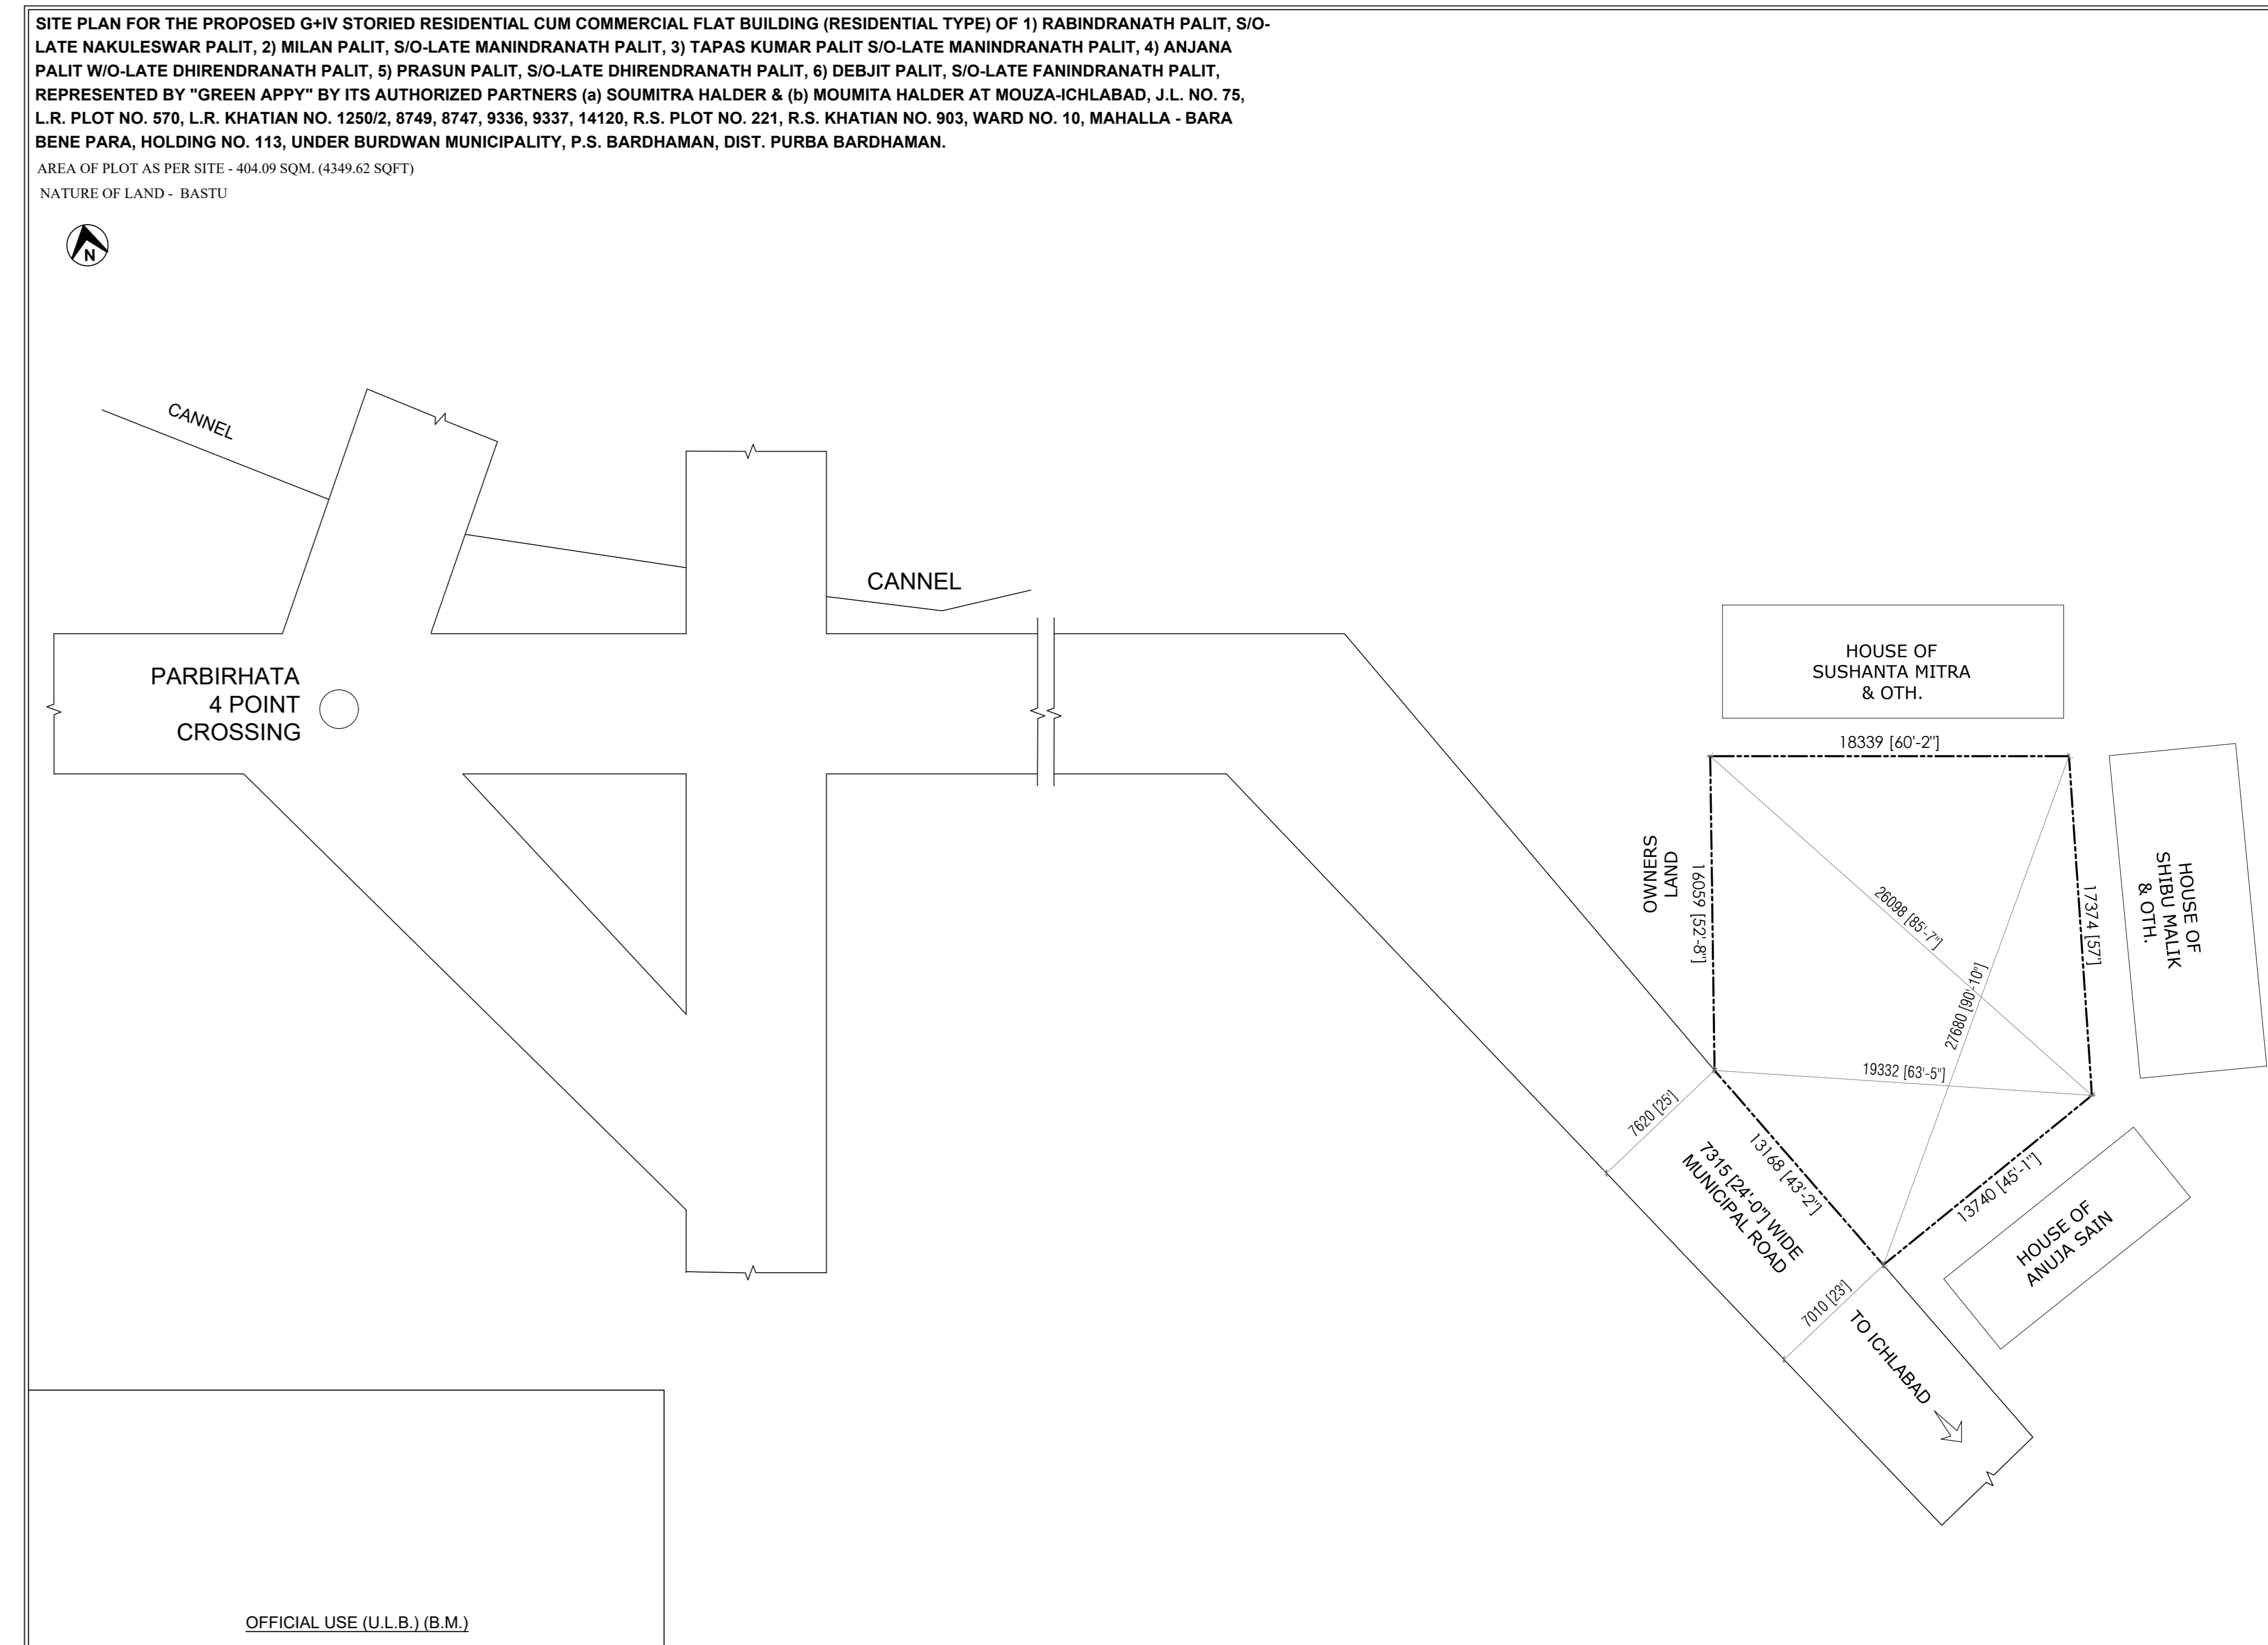 SITE PLAN FOR THE PROPOSED G+IV STORIED RESIDENTIAL CUM COMMERCIAL FLAT BUILDING (RESIDENTIAL TYPE) OF 1) RABINDRANATH PALIT, S/O-
LATE NAKULESWAR PALIT, 2) MILAN PALIT, S/O-LATE MANINDRANATH PALIT, 3) TAPAS KUMAR PALIT S/O-LATE MANINDRANATH PALIT, 4) ANJANA
PALIT W/O-LATE DHIRENDRANATH PALIT, 5) PRASUN PALIT, S/O-LATE DHIRENDRANATH PALIT, 6) DEBJIT PALIT, S/O-LATE FANINDRANATH PALIT,
REPRESENTED BY "GREEN APPY" BY ITS AUTHORIZED PARTNERS (a) SOUMITRA HALDER & (b) MOUMITA HALDER AT MOUZA-ICHLABAD, J.L. NO. 75,
L.R. PLOT NO. 570, L.R. KHATIAN NO. 1250/2, 8749, 8747, 9336, 9337, 14120, R.S. PLOT NO. 221, R.S. KHATIAN NO. 903, WARD NO. 10, MAHALLA - BARA
BENE PARA, HOLDING NO. 113, UNDER BURDWAN MUNICIPALITY, P.S. BARDHAMAN, DIST. PURBA BARDHAMAN.
AREA OF PLOT AS PER SITE - 404.09 SQM. (4349.62 SQFT)
NATURE OF LAND - BASTU
N
CANNEL
CANNEL
PARBIRHATA
4 POINT
CROSSING
HOUSE OF
SUSHANTA MITRA
& OTH.
18339 [60'-2"]
OWNERS
LAND
16059 [52'-8"]
26098 [85'-7"]
27680 [90'-10"]
17374 [57']
HOUSE OF
SHIBU MALIK
& OTH.
19332 [63'-5"]
7620 [25']
13168 [43'-2"]
7315 [24'-0"] WIDE
MUNICIPAL ROAD
13740 [45'-1"]
HOUSE OF
ANUJA SAIN
7010 [23']
TO ICHLABAD
OFFICIAL USE (U.L.B.) (B.M.)